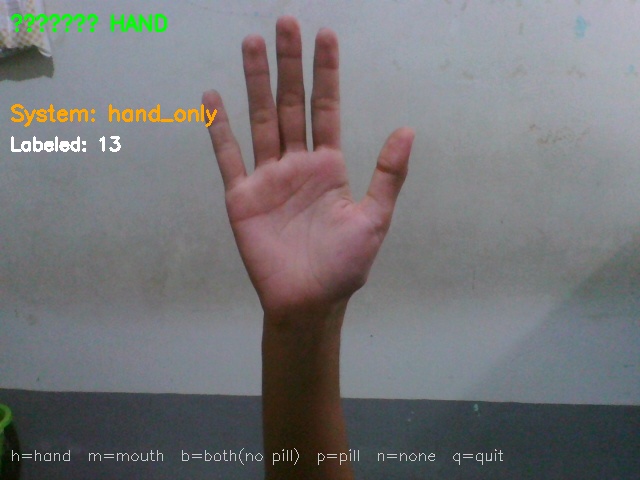 ??????? HAND
System: hand_only
Labeled: 13
h=hand m=mouth b=both(no pill) p=pill n=none q=quit